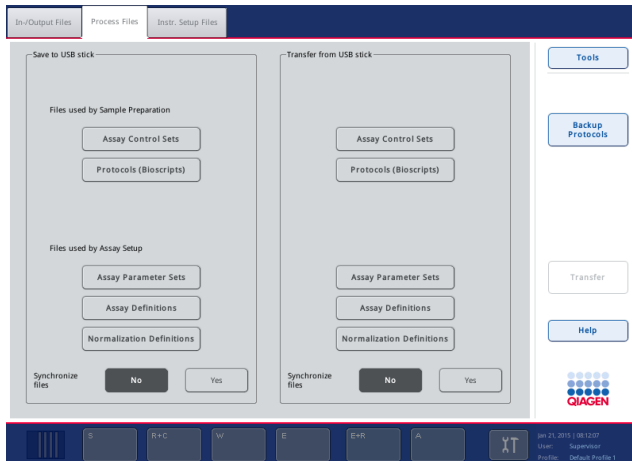 In-/Output Files
Process Files
Instr. Setup Files
Save to USB stick
Files used by Sample Preparation
Assay Control Sets
Protocols (Bioscripts)
Files used by Assay Setup
Assay Parameter Sets
Assay Definitions
Normalization Definitions
Synchronize
files
No
Yes
Transfer from USB stick
Assay Control Sets
Protocols (Bioscripts)
Assay Parameter Sets
Assay Definitions
Normalization Definitions
Synchronize
files
No
Yes
Tools
Backup
Protocols
Transfer
Help
QIAGEN
S
R+C
W
E
E+R
A
Jan 21, 2015 | 08:12:07
User: Supervisor
Profile: Default Profile 1